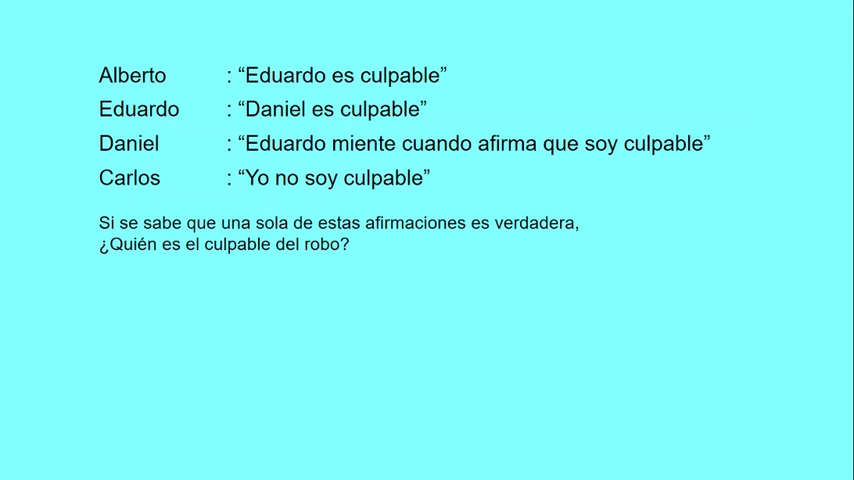 Alberto : “Eduardo es culpable”
Eduardo : “Daniel es culpable”
Daniel : “Eduardo miente cuando afirma que soy culpable”
Carlos : “Yo no soy culpable”
Si se sabe que una sola de estas afirmaciones es verdadera,
¿Quién es el culpable del robo?